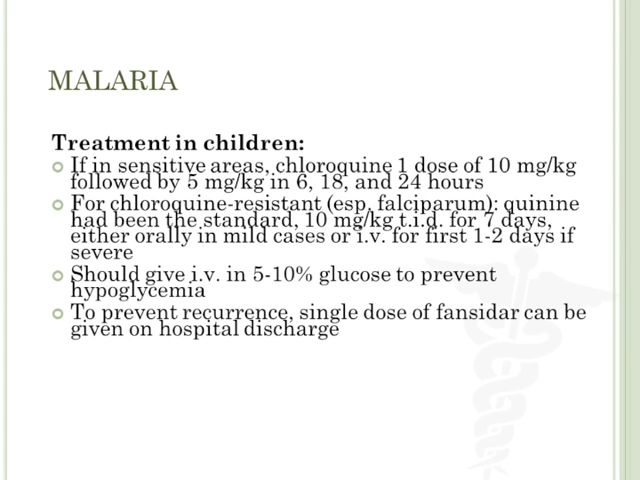 MALARIA
Treatment in children:
If in sensitive areas, chloroquine 1 dose of 10 mg/kg
followed by 5 mg/kg in 6, 18, and 24 hours
For chloroquine-resistant (esp. falciparum): quinine
had been the standard, 10 mg/kg t.i.d. for 7 days,
either orally in mild cases or i.v. for first 1-2 days if
severe
Should give i.v. in 5-10% glucose to prevent
hypoglycemia
To prevent recurrence, single dose of fansidar can be
given on hospital discharge